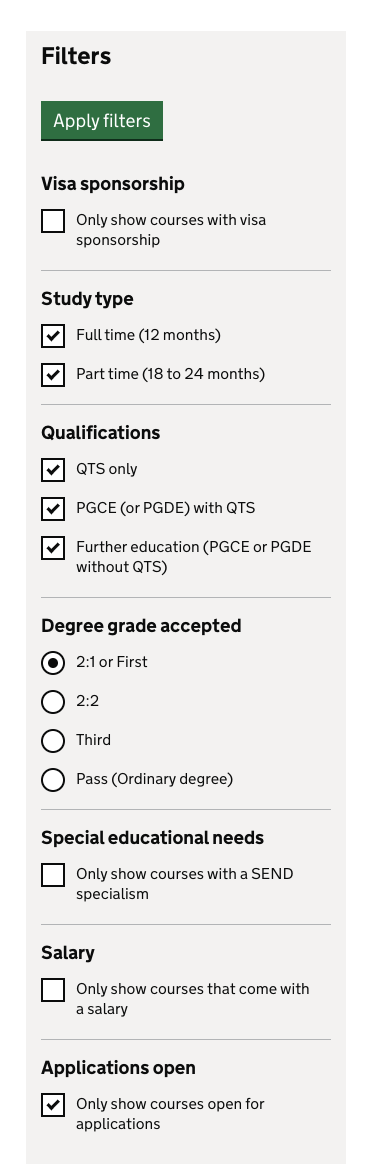 Filters
Apply filters
Visa sponsorship
Only show courses with visa
sponsorship
Study type
Full time (12 months)
Part time (18 to 24 months)
Qualifications
QTS only
PGCE (or PGDE) with QTS
Further education (PGCE or PGDE
without QTS)
Degree grade accepted
2:1 or First
2:2
Third
Pass (Ordinary degree)
Special educational needs
Only show courses with a SEND
specialism
Salary
Only show courses that come with
a salary
Applications open
Only show courses open for
applications